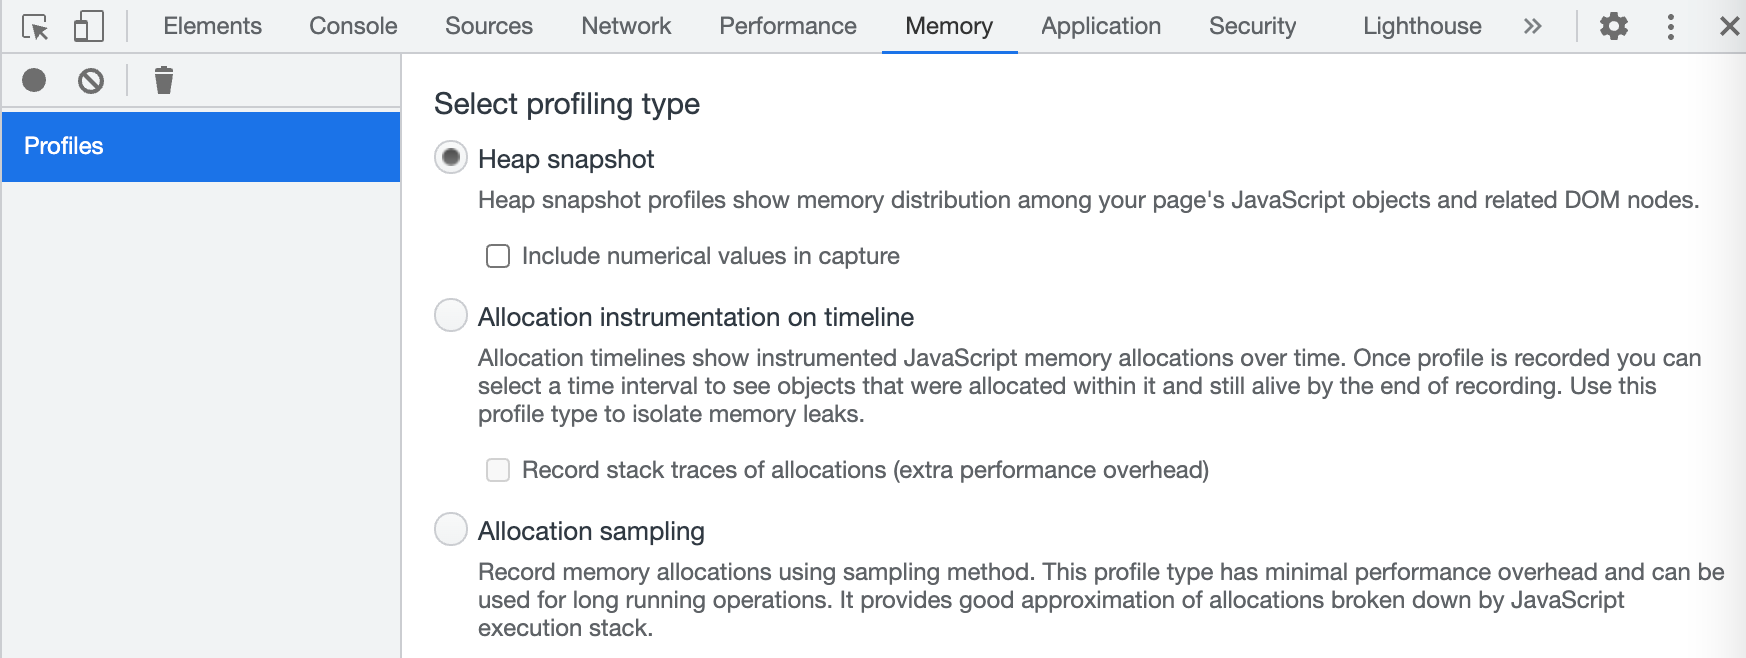 Elements Console Sources Network Performance Memory Application Security Lighthouse
Profiles
Select profiling type
Heap snapshot
Heap snapshot profiles show memory distribution among your page's JavaScript objects and related DOM nodes.
Include numerical values in capture
Allocation instrumentation on timeline
Allocation timelines show instrumented JavaScript memory allocations over time. Once profile is recorded you can
select a time interval to see objects that were allocated within it and still alive by the end of recording. Use this
profile type to isolate memory leaks.
Record stack traces of allocations (extra performance overhead)
Allocation sampling
Record memory allocations using sampling method. This profile type has minimal performance overhead and can be
used for long running operations. It provides good approximation of allocations broken down by JavaScript
execution stack.